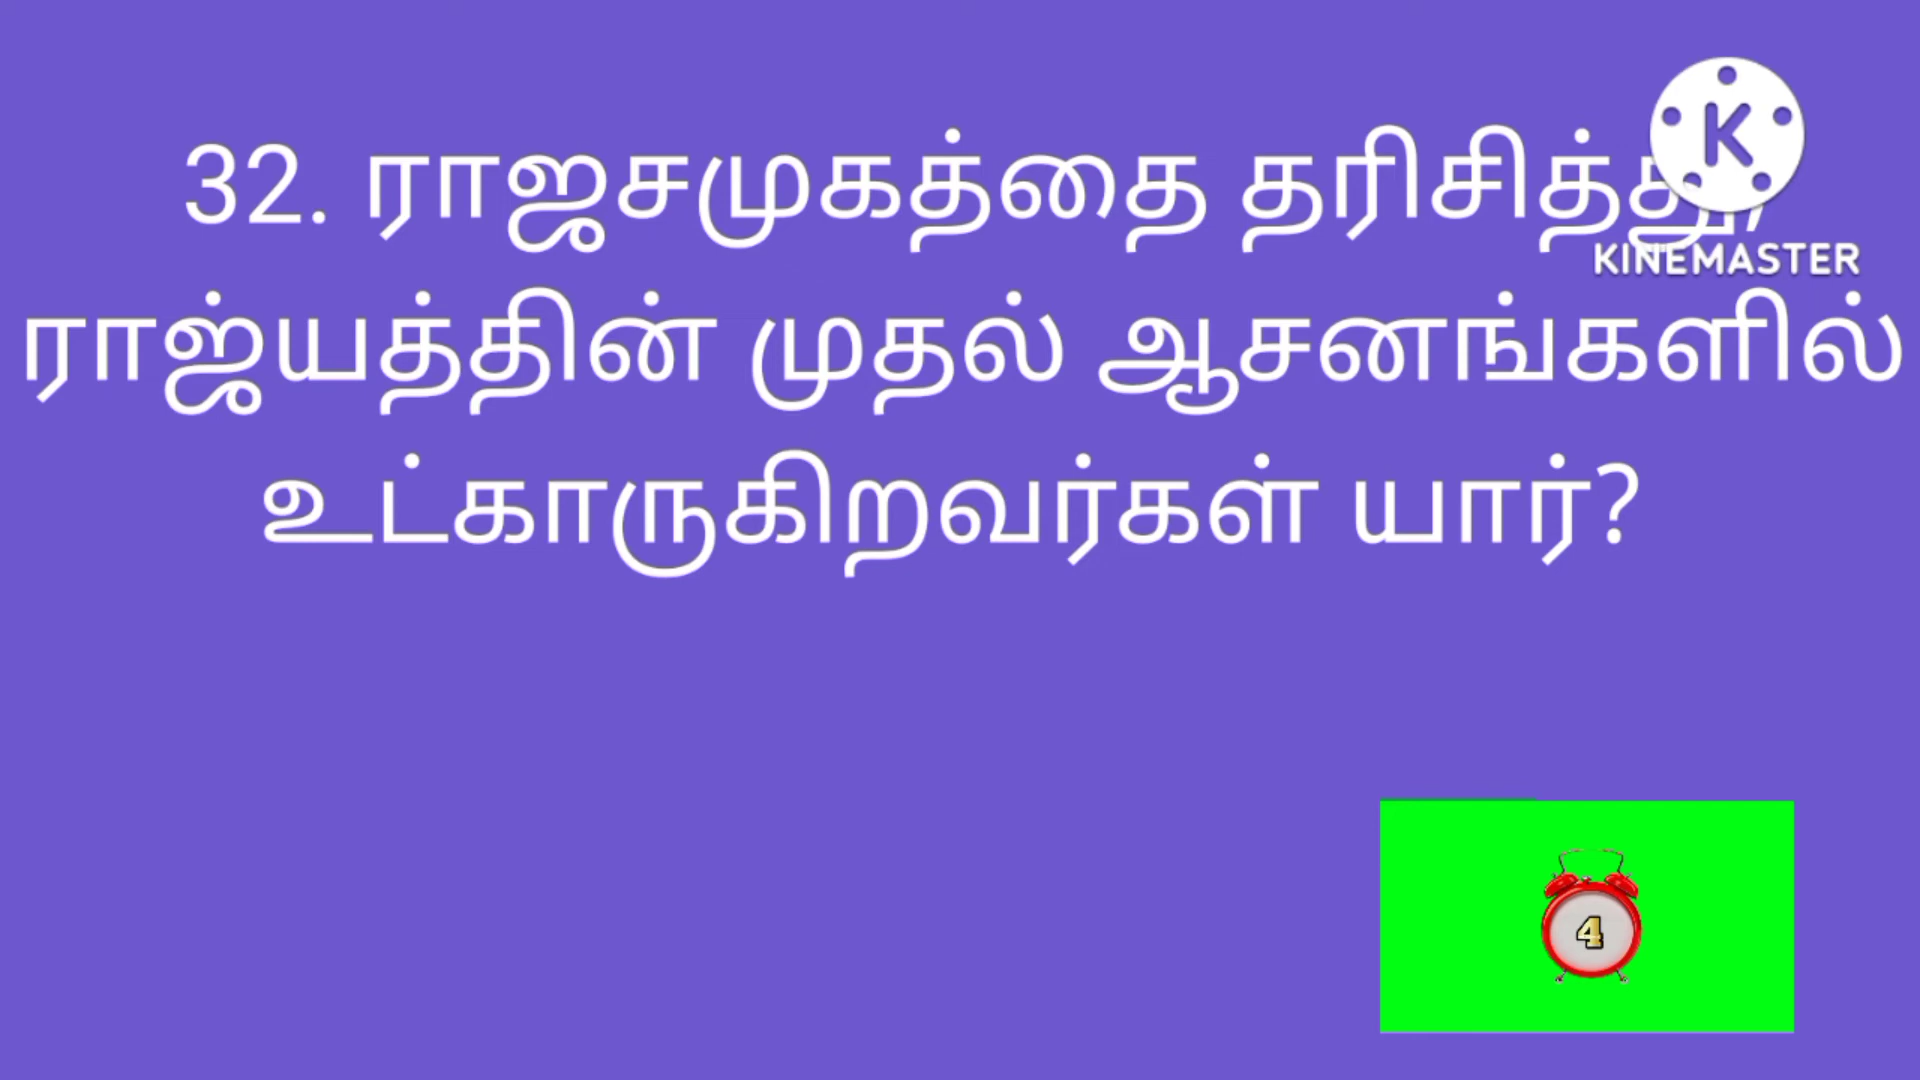 32. ராஜசமுகத்தை தரிசித்து,
ராஜ்யத்தின் முதல் ஆசனங்களில்
உட்காருகிறவர்கள் யார்?
K
KINEMASTER
4